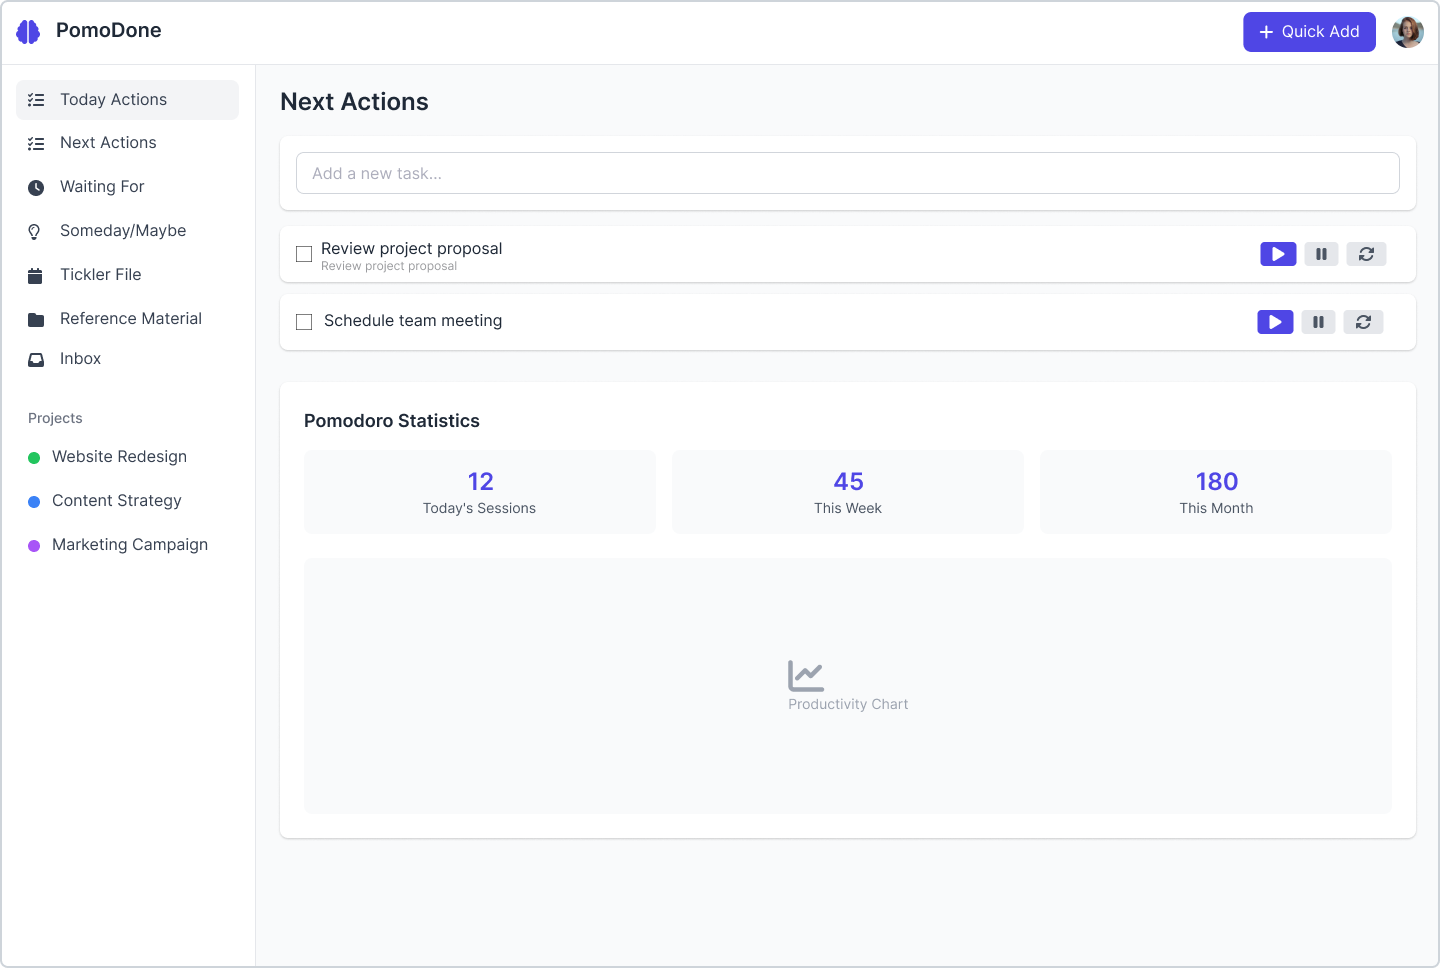 PomoDone
Quick Add
Today Actions
Next Actions
Waiting For
Someday/Maybe
Tickler File
Reference Material
Inbox
Projects
Website Redesign
Content Strategy
Marketing Campaign
Next Actions
Add a new task...
Review project proposal
Review project proposal
Schedule team meeting
Pomodoro Statistics
12
Today's Sessions
45
This Week
180
This Month
Productivity Chart